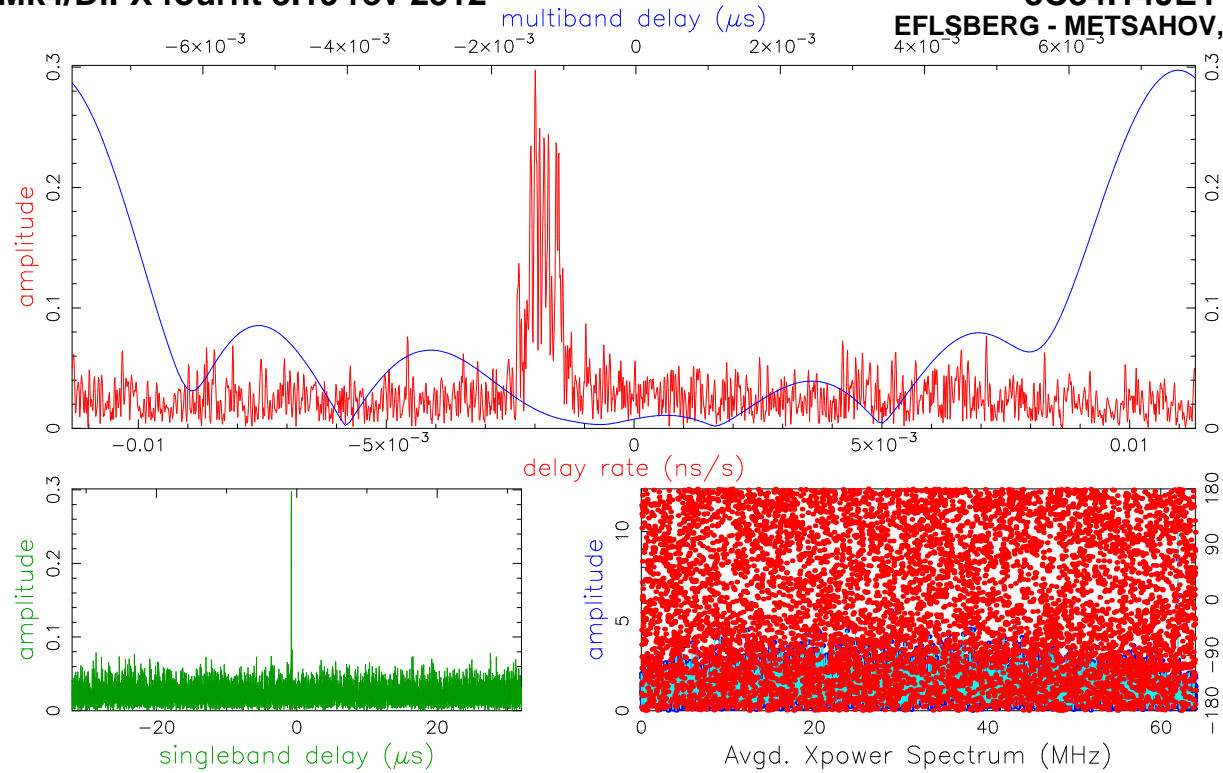 multiband delay (μs)
EFLSBERG - METSAHOV,
−6×10⁻³ −4×10⁻³ −2×10⁻³ 0 2×10⁻³ 4×10⁻³ 6×10⁻³
amplitude
0 0.1 0.2 0.3
0 0.1 0.2 0.3
−0.01 −5×10⁻³ 0 5×10⁻³ 0.01
delay rate (ns/s)
amplitude
0 0.1 0.2 0.3
−20 0 20
singleband delay (μs)
amplitude
0 5 10
−180 −90 0 90 180
0 20 40 60
Avgd. Xpower Spectrum (MHz)